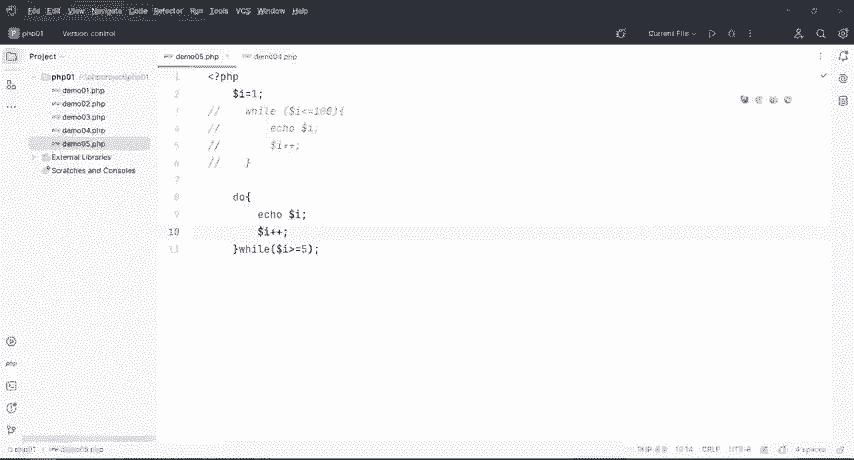 File Edit View Navigate Code Refactor Run Tools VCS Window Help
P php01 Version control Current File
Project
demo05.php demo04.php
php01
demo01.php
demo02.php
demo03.php
demo04.php
demo05.php
External Libraries
Scratches and Consoles
1 <?php
2 $i=1;
3 // while ($i<=100){
4 // echo $i;
5 // $i++;
6 // }
7
8 do{
9 echo $i;
10 $i++;
11 }while($i>=5);
php
php01 demo05.php 10:14 CRLF UTF-8 4 spaces